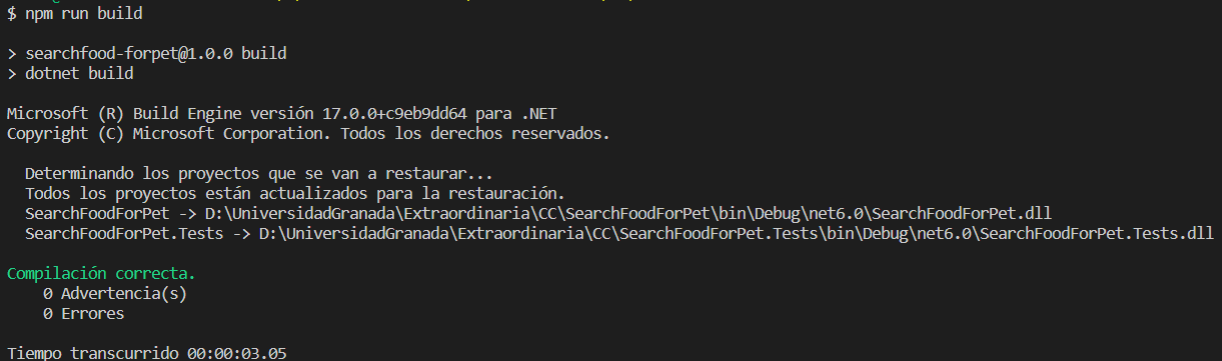 $ npm run build
> searchfood-forpet@1.0.0 build
> dotnet build
Microsoft (R) Build Engine versión 17.0.0+c9eb9dd64 para .NET
Copyright (C) Microsoft Corporation. Todos los derechos reservados.
Determinando los proyectos que se van a restaurar...
Todos los proyectos están actualizados para la restauración.
SearchFoodForPet -> D:\UniversidadGranada\Extraordinaria\CC\SearchFoodForPet\bin\Debug\net6.0\SearchFoodForPet.dll
SearchFoodForPet.Tests -> D:\UniversidadGranada\Extraordinaria\CC\SearchFoodForPet.Tests\bin\Debug\net6.0\SearchFoodForPet.Tests.dll
Compilación correcta.
0 Advertencia(s)
0 Errores
Tiempo transcurrido 00:00:03.05